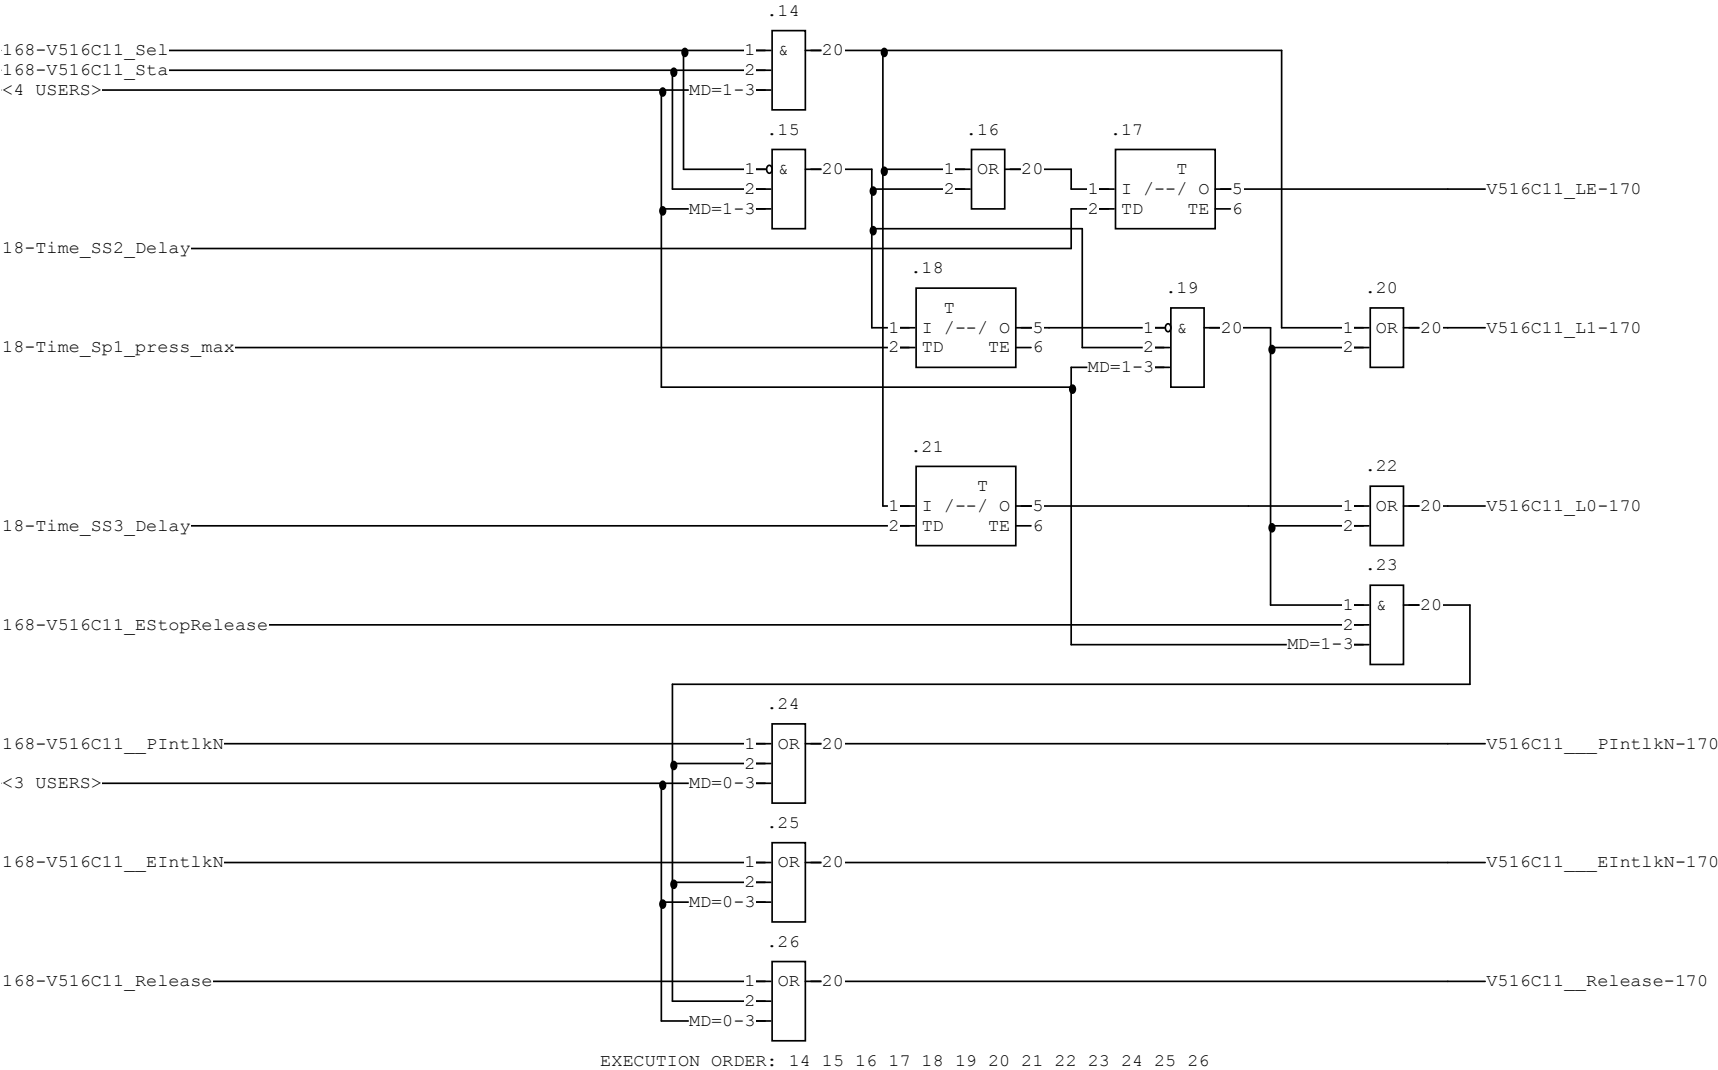 .14
168-V516C11_Sel 1 & 20
168-V516C11_Sta 2
<4 USERS> MD=1-3
.15 .16 .17
1 & 20 1 OR 20 T
2 2 1 I /--/ O 5 V516C11_LE-170
MD=1-3 2 TD TE 6
18-Time_SS2_Delay
.18 .19 .20
T
1 I /--/ O 5 1 & 20 1 OR 20 V516C11_L1-170
18-Time_Sp1_press_max 2 TD TE 6 2 2
MD=1-3
.21 .22
T
1 I /--/ O 5 1 OR 20 V516C11_L0-170
18-Time_SS3_Delay 2 TD TE 6 2
.23
1 & 20
168-V516C11_EStopRelease 2
MD=1-3
.24
168-V516C11__PIntlkN 1 OR 20 V516C11___PIntlkN-170
2
<3 USERS> MD=0-3
.25
168-V516C11__EIntlkN 1 OR 20 V516C11___EIntlkN-170
2
MD=0-3
.26
168-V516C11_Release 1 OR 20 V516C11__Release-170
2
MD=0-3
EXECUTION ORDER: 14 15 16 17 18 19 20 21 22 23 24 25 26